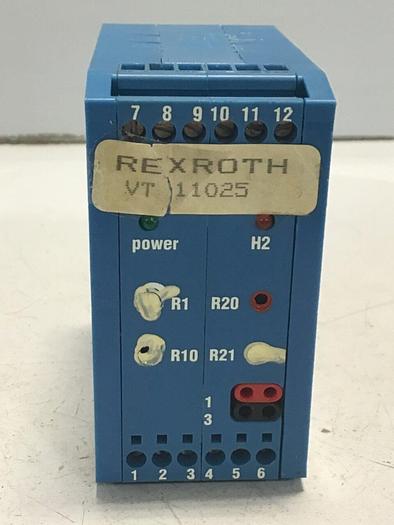 7 8 9 10 11 12
REXROTH
VT 11025
power H2
R1 R20
R10 R21
1
3
1 2 3 4 5 6